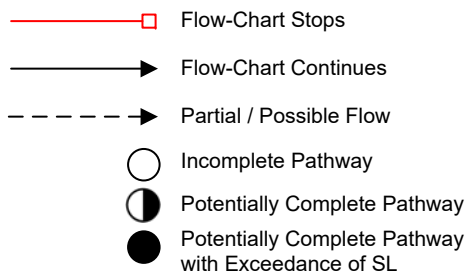 Flow-Chart Stops
Flow-Chart Continues
Partial / Possible Flow
Incomplete Pathway
Potentially Complete Pathway
Potentially Complete Pathway
with Exceedance of SL